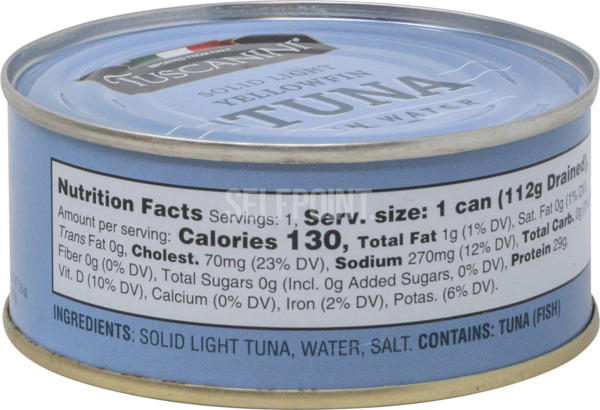 IMPORTED FROM ITALY
TUSCANINI
SOLID LIGHT
YELLOWFIN
TUNA
IN WATER
SELEPOINT
Nutrition Facts Servings: 1, Serv. size: 1 can (112g Drained),
Amount per serving: Calories 130, Total Fat 1g (1% DV), Sat. Fat 0g (1% DV),
Trans Fat 0g, Cholest. 70mg (23% DV), Sodium 270mg (12% DV), Total Carb. 0g
Fiber 0g (0% DV), Total Sugars 0g (Incl. 0g Added Sugars, 0% DV), Protein 29g,
Vit. D (10% DV), Calcium (0% DV), Iron (2% DV), Potas. (6% DV).
INGREDIENTS: SOLID LIGHT TUNA, WATER, SALT. CONTAINS: TUNA (FISH)